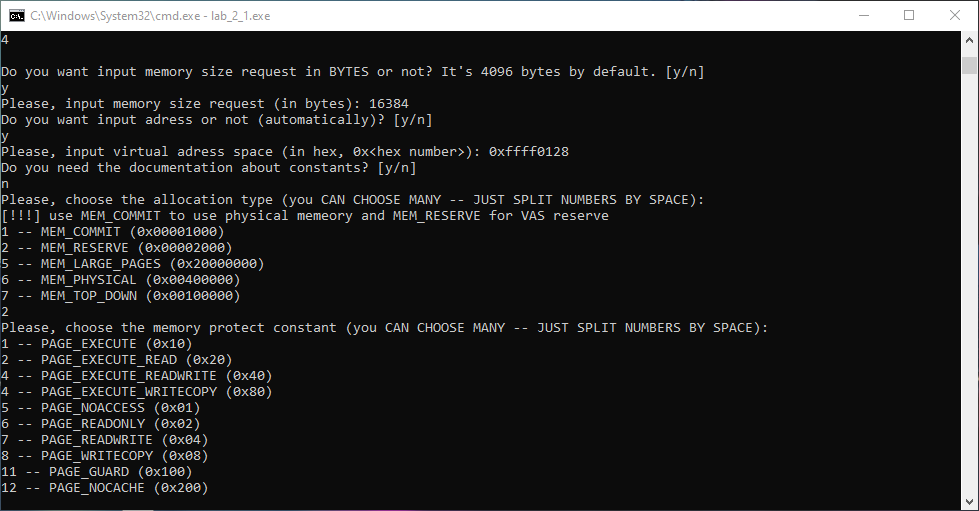 C:\Windows\System32\cmd.exe - lab_2_1.exe
4
Do you want input memory size request in BYTES or not? It's 4096 bytes by default. [y/n]
y
Please, input memory size request (in bytes): 16384
Do you want input adress or not (automatically)? [y/n]
y
Please, input virtual adress space (in hex, 0x<hex number>): 0xffff0128
Do you need the documentation about constants? [y/n]
n
Please, choose the allocation type (you CAN CHOOSE MANY -- JUST SPLIT NUMBERS BY SPACE):
[!!!] use MEM_COMMIT to use physical memeory and MEM_RESERVE for VAS reserve
1 -- MEM_COMMIT (0x00001000)
2 -- MEM_RESERVE (0x00002000)
5 -- MEM_LARGE_PAGES (0x20000000)
6 -- MEM_PHYSICAL (0x00400000)
7 -- MEM_TOP_DOWN (0x00100000)
2
Please, choose the memory protect constant (you CAN CHOOSE MANY -- JUST SPLIT NUMBERS BY SPACE):
1 -- PAGE_EXECUTE (0x10)
2 -- PAGE_EXECUTE_READ (0x20)
4 -- PAGE_EXECUTE_READWRITE (0x40)
4 -- PAGE_EXECUTE_WRITECOPY (0x80)
5 -- PAGE_NOACCESS (0x01)
6 -- PAGE_READONLY (0x02)
7 -- PAGE_READWRITE (0x04)
8 -- PAGE_WRITECOPY (0x08)
11 -- PAGE_GUARD (0x100)
12 -- PAGE_NOCACHE (0x200)